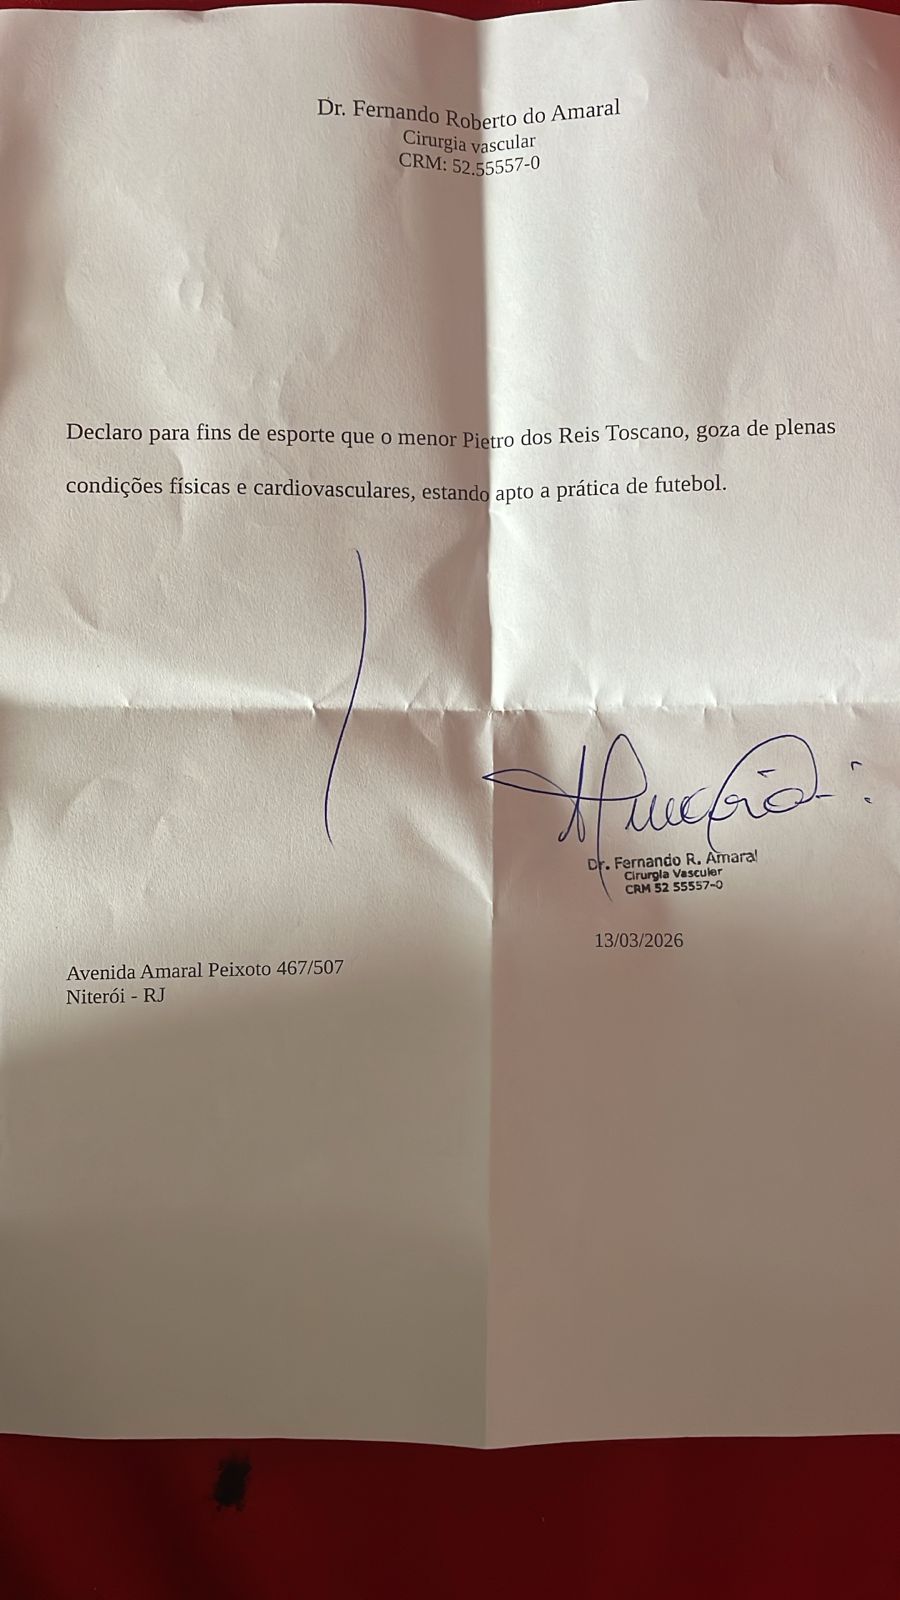 Dr. Fernando Roberto do Amaral
Cirurgia vascular
CRM: 52.55557-0
Declaro para fins de esporte que o menor Pietro dos Reis Toscano, goza de plenas
condições físicas e cardiovasculares, estando apto a prática de futebol.
Dr. Fernando R. Amaral
Cirurgia Vasculer
CRM 52 55557-0
13/03/2026
Avenida Amaral Peixoto 467/507
Niterói - RJ